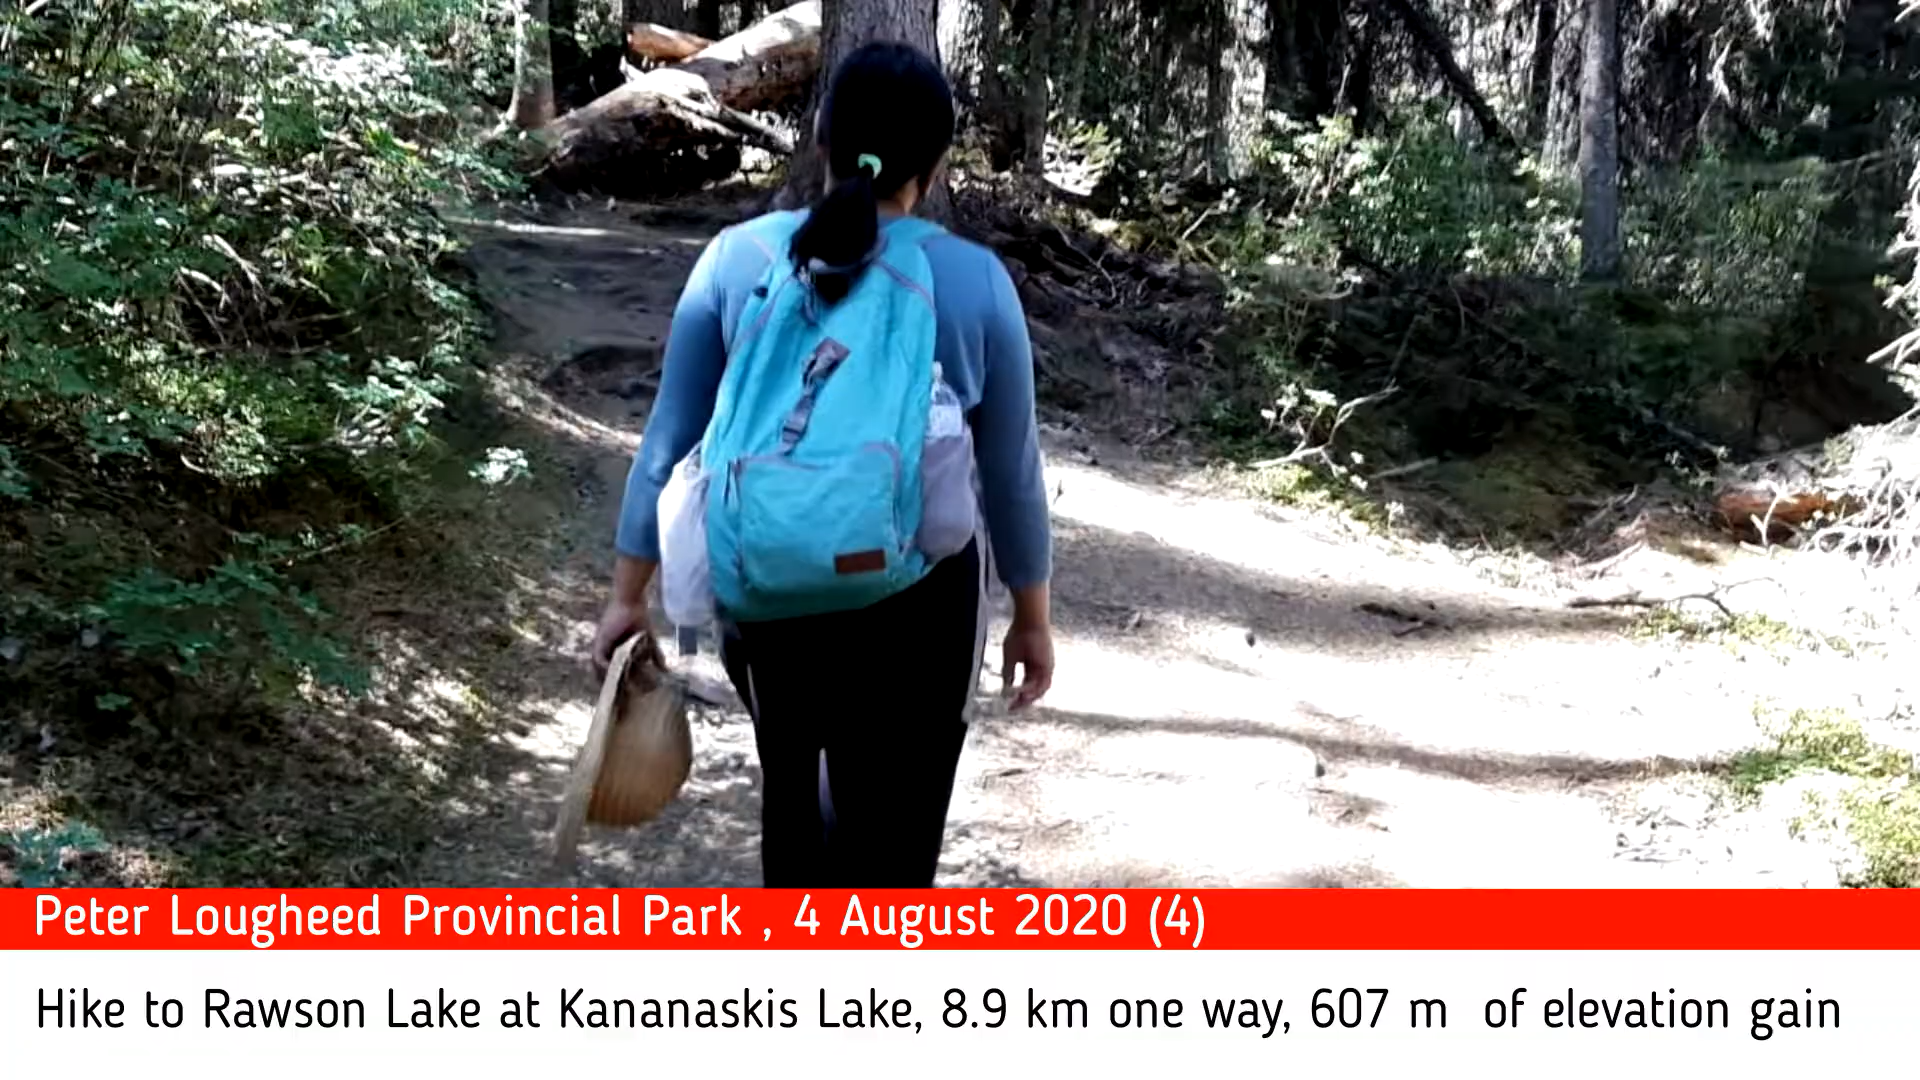 Peter Lougheed Provincial Park , 4 August 2020 (4)
Hike to Rawson Lake at Kananaskis Lake, 8.9 km one way, 607 m  of elevation gain